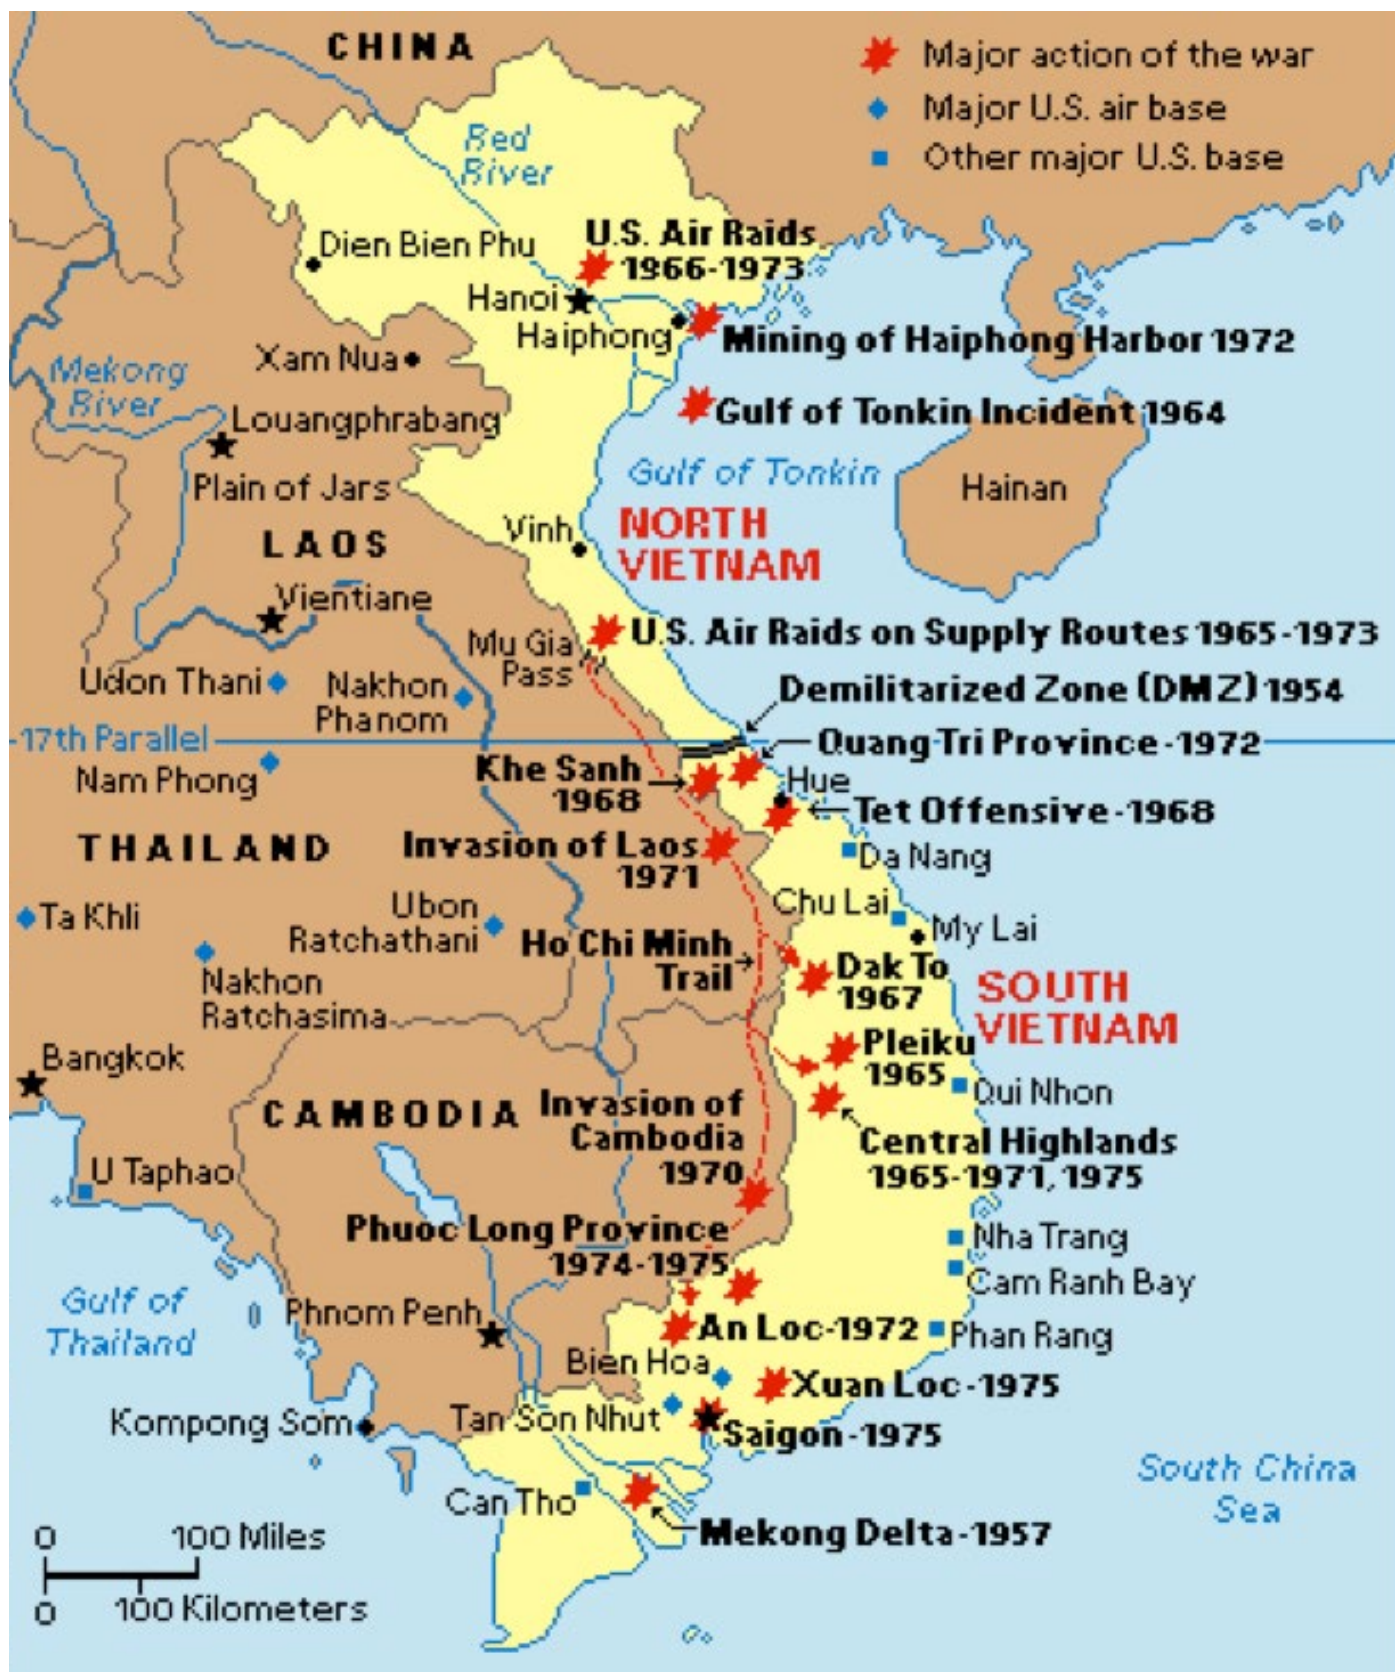 CHINA
Major action of the war
Major U.S. air base
Other major U.S. base
Red
River
U.S. Air Raids
1966-1973
Dien Bien Phu
Hanoi
Haiphong
Mining of Haiphong Harbor 1972
Xam Nua
Mekong
River
Louangphrabang
Gulf of Tonkin Incident 1964
Gulf of Tonkin
Plain of Jars
Hainan
Vinh
NORTH
VIETNAM
LAOS
Vientiane
Mu Gia
Pass
U.S. Air Raids on Supply Routes 1965-1973
Udon Thani
Nakhon
Phanom
Demilitarized Zone (DMZ) 1954
17th Parallel
Quang Tri Province-1972
Nam Phong
Khe Sanh
1968
Hue
Tet Offensive-1968
THAILAND
Invasion of Laos
1971
Da Nang
Ta Khli
Ubon
Ratchathani
Chu Lai
My Lai
Ho Chi Minh
Trail
Dak To
1967
Nakhon
Ratchasima
SOUTH
VIETNAM
Bangkok
Pleiku
1965
Qui Nhon
CAMBODIA
Invasion of
Cambodia
1970
Central Highlands
1965-1971, 1975
U Taphao
Phuoc Long Province
1974-1975
Nha Trang
Cam Ranh Bay
Gulf of
Thailand
Phnom Penh
An Loc-1972
Phan Rang
Bien Hoa
Xuan Loc-1975
Kompong Som
Tan Son Nhut
Saigon-1975
South China
Sea
Can Tho
Mekong Delta-1957
0 100 Miles
0 100 Kilometers